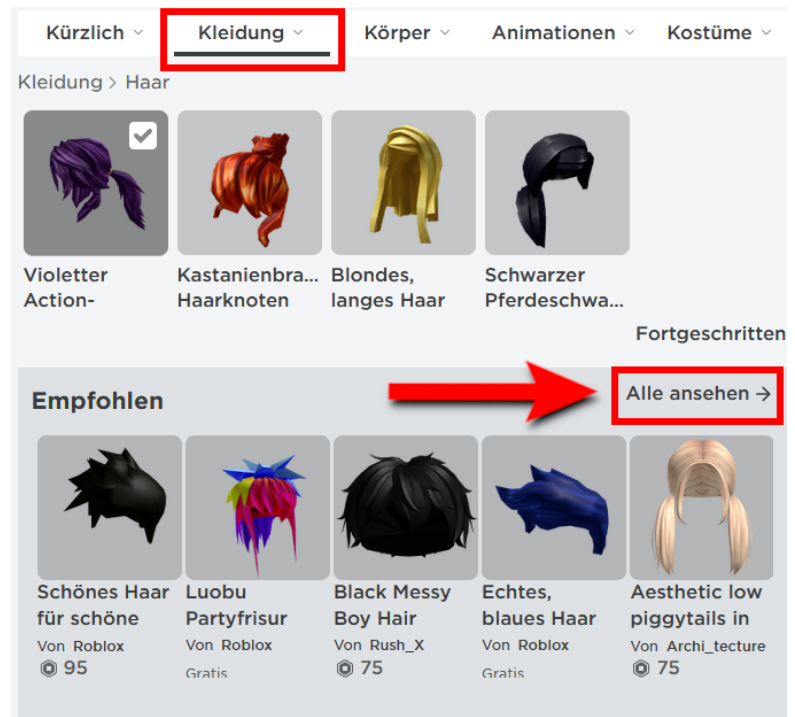 Kürzlich Kleidung Körper Animationen Kostüme
Kleidung > Haar
Violetter Action-
Kastanienbra... Haarknoten
Blondes, langes Haar
Schwarzer Pferdeschwa...
Fortgeschritten
Empfohlen
Alle ansehen →
Schönes Haar für schöne
Von Roblox
95
Luobu Partyfrisur
Von Roblox
Gratis
Black Messy Boy Hair
Von Rush_X
75
Echtes, blaues Haar
Von Roblox
Gratis
Aesthetic low piggytails in
Von Archi_tecture
75